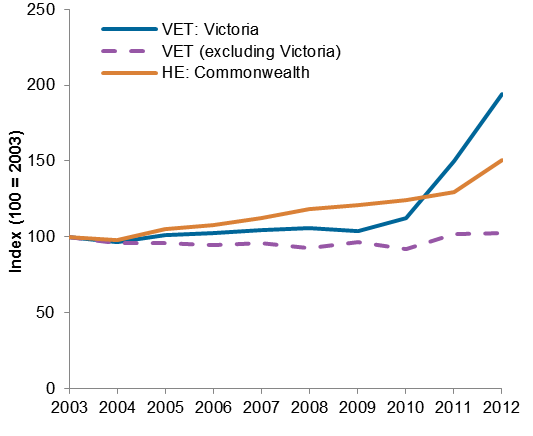 250
VET: Victoria
VET (excluding Victoria)
HE: Commonwealth
200
150
100
50
0
Index (100 = 2003)
2003 2004 2005 2006 2007 2008 2009 2010 2011 2012